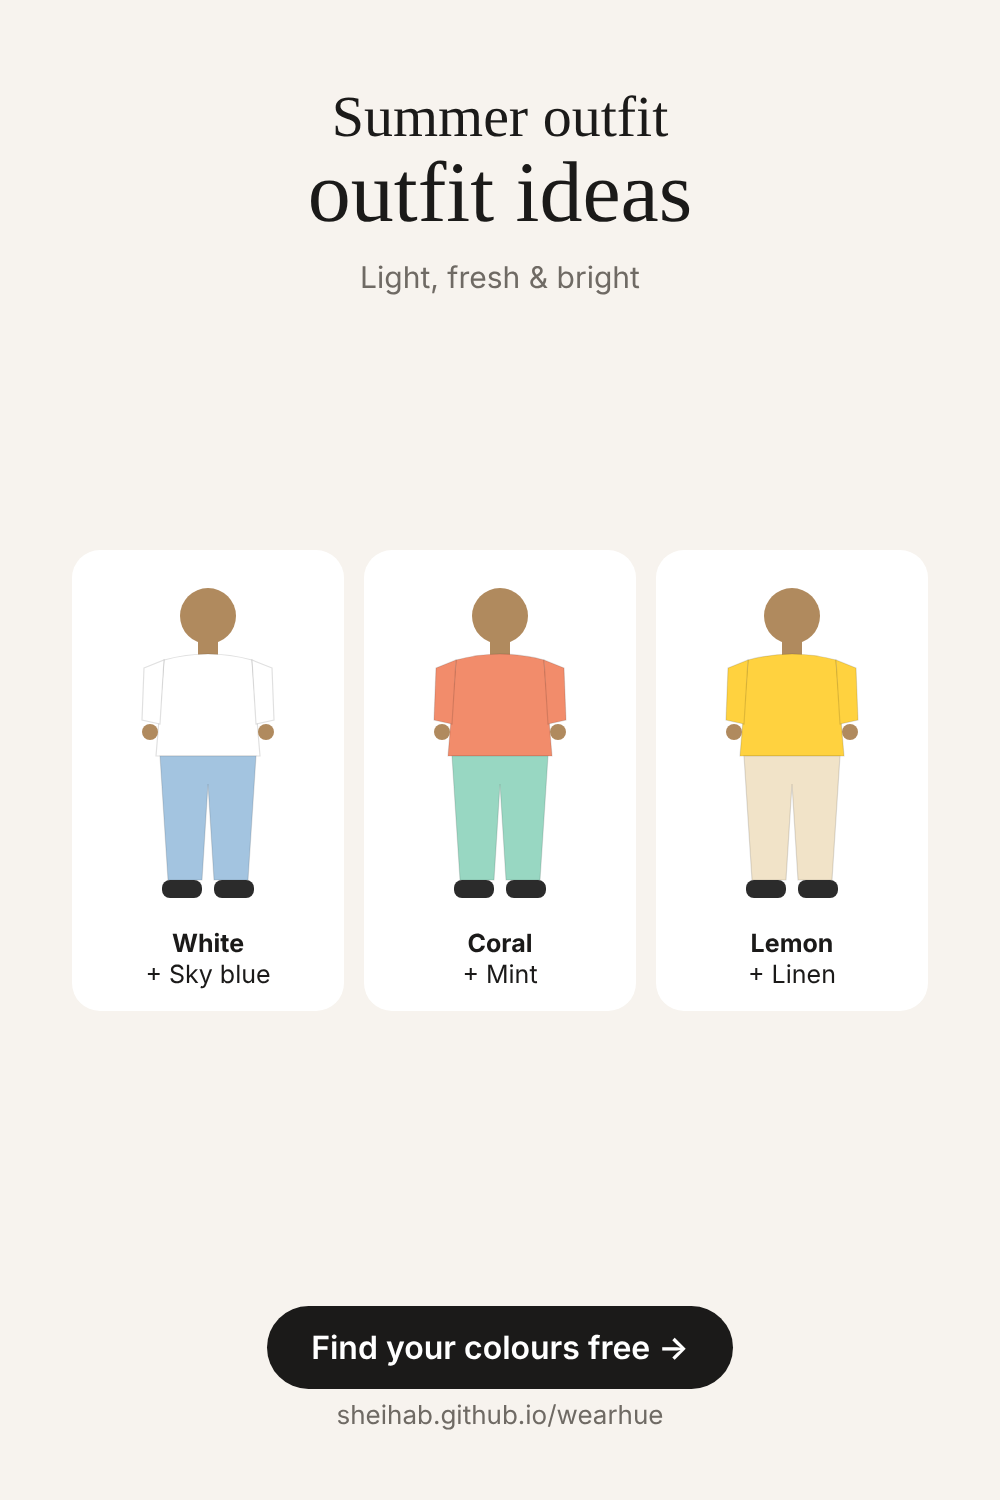 Summer outfit
outfit ideas
Light, fresh & bright
White
+ Sky blue
Coral
+ Mint
Lemon
+ Linen
Find your colours free →
sheihab.github.io/wearhue